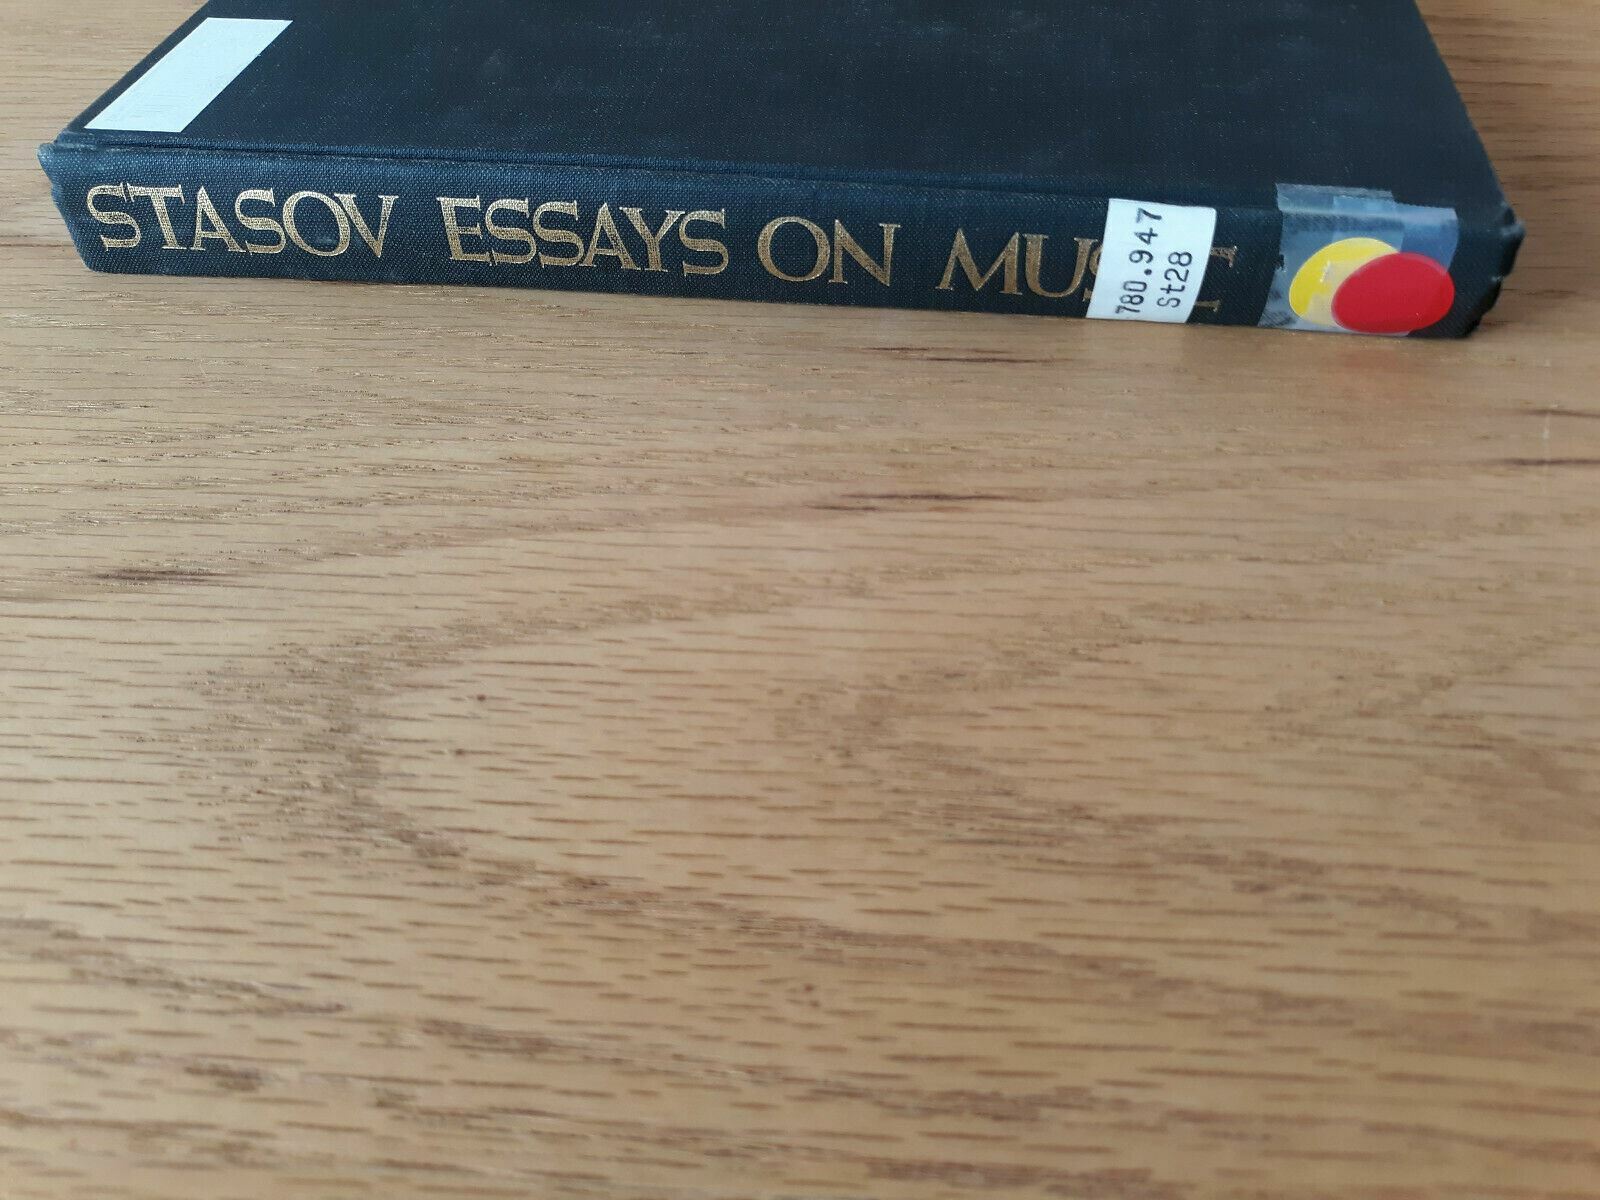 STASOV ESSAYS ON MUS
780.947
St28